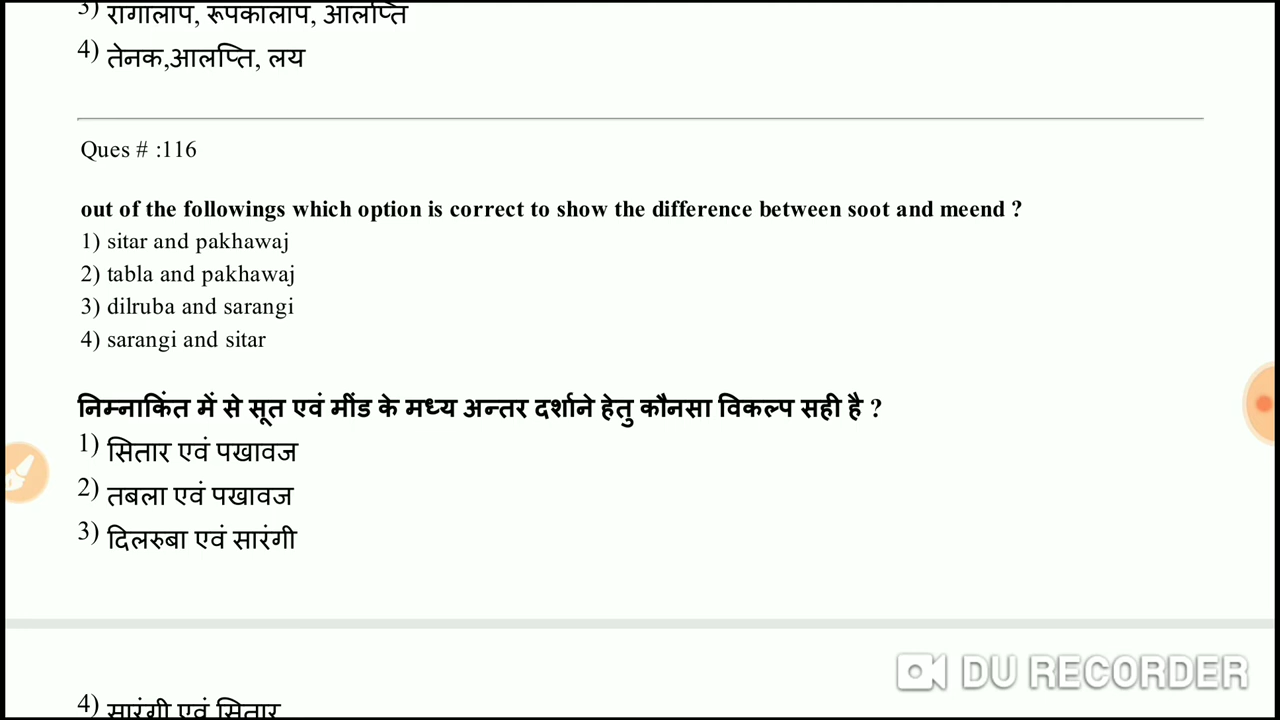 3) रागालाप, रूपकालाप, आलप्ति
4) तेनक,आलप्ति, लय
Ques # :116
out of the followings which option is correct to show the difference between soot and meend ?
1) sitar and pakhawaj
2) tabla and pakhawaj
3) dilruba and sarangi
4) sarangi and sitar
निम्नाकिंत में से सूत एवं मींड के मध्य अन्तर दर्शाने हेतु कौनसा विकल्प सही है ?
1) सितार एवं पखावज
2) तबला एवं पखावज
3) दिलरुबा एवं सारंगी
DU RECORDER
4) सारंगी एवं सितार